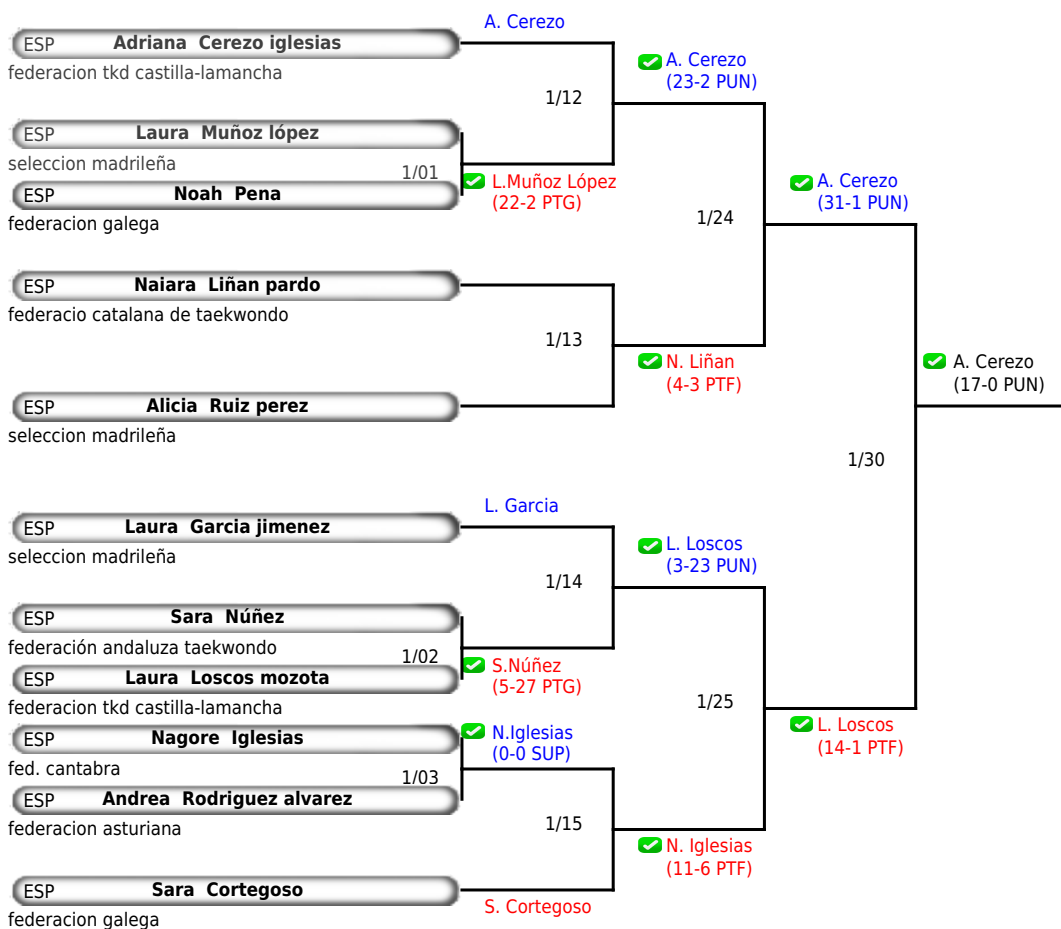 A. Cerezo
ESP Adriana Cerezo iglesias
federacion tkd castilla-lamancha
A. Cerezo
(23-2 PUN)
1/12
ESP Laura Muñoz lópez
seleccion madrileña
1/01
L.Muñoz López
(22-2 PTG)
ESP Noah Pena
federacion galega
A. Cerezo
(31-1 PUN)
1/24
ESP Naiara Liñan pardo
federacio catalana de taekwondo
1/13
N. Liñan
(4-3 PTF)
A. Cerezo
(17-0 PUN)
ESP Alicia Ruiz perez
seleccion madrileña
1/30
L. Garcia
ESP Laura Garcia jimenez
seleccion madrileña
L. Loscos
(3-23 PUN)
1/14
ESP Sara Núñez
federación andaluza taekwondo
1/02
S.Núñez
(5-27 PTG)
ESP Laura Loscos mozota
federacion tkd castilla-lamancha
1/25
L. Loscos
(14-1 PTF)
ESP Nagore Iglesias
fed. cantabra
N.Iglesias
(0-0 SUP)
1/03
ESP Andrea Rodriguez alvarez
federacion asturiana
1/15
N. Iglesias
(11-6 PTF)
ESP Sara Cortegoso
federacion galega
S. Cortegoso